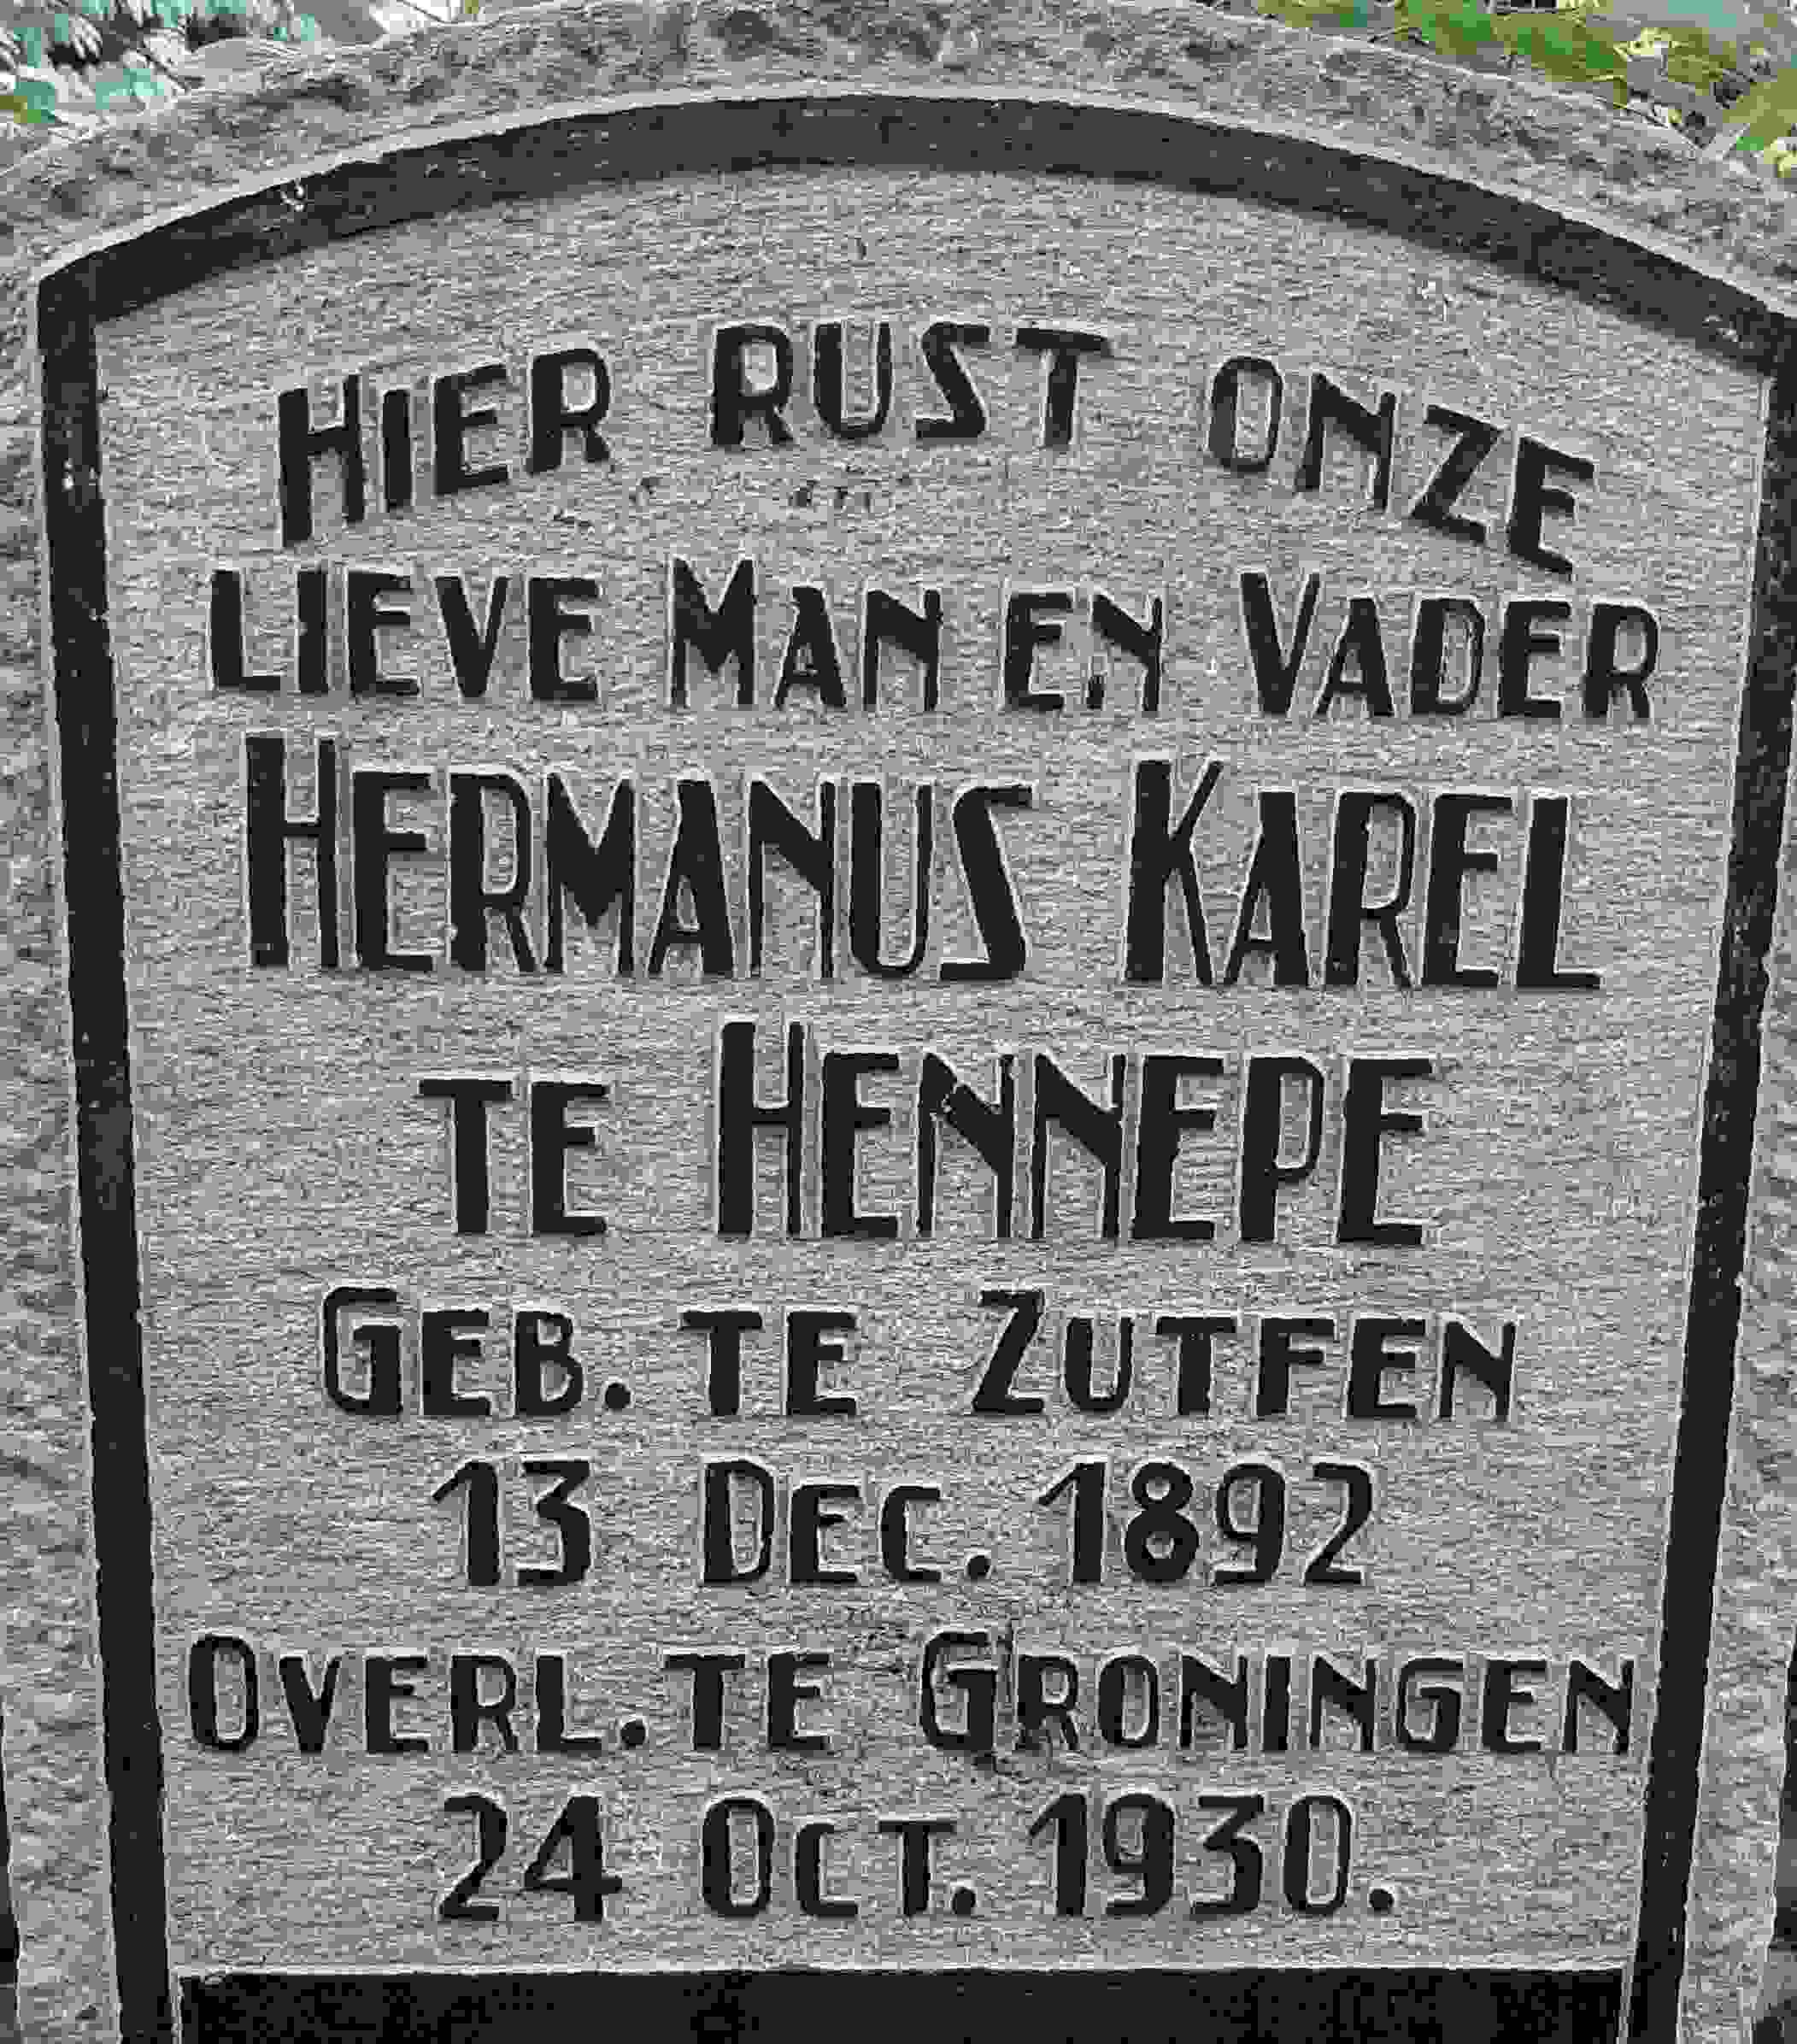 HIER RUST ONZE
LIEVE MAN EN VADER
HERMANUS KAREL
TE HENNEPE
GEB. TE ZUTFEN
13 DEC. 1892
OVERL. TE GRONINGEN
24 OCT. 1930.